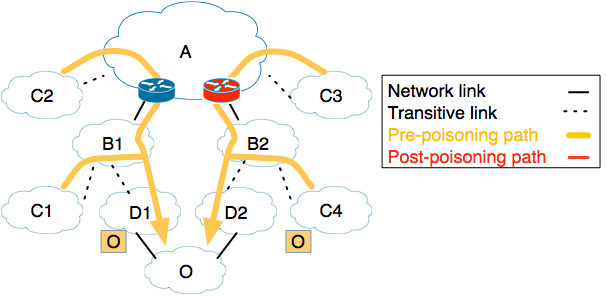 A
C2
C3
B1
B2
C1
D1
D2
C4
O
O
O
Network link
Transitive link
Pre-poisoning path
Post-poisoning path